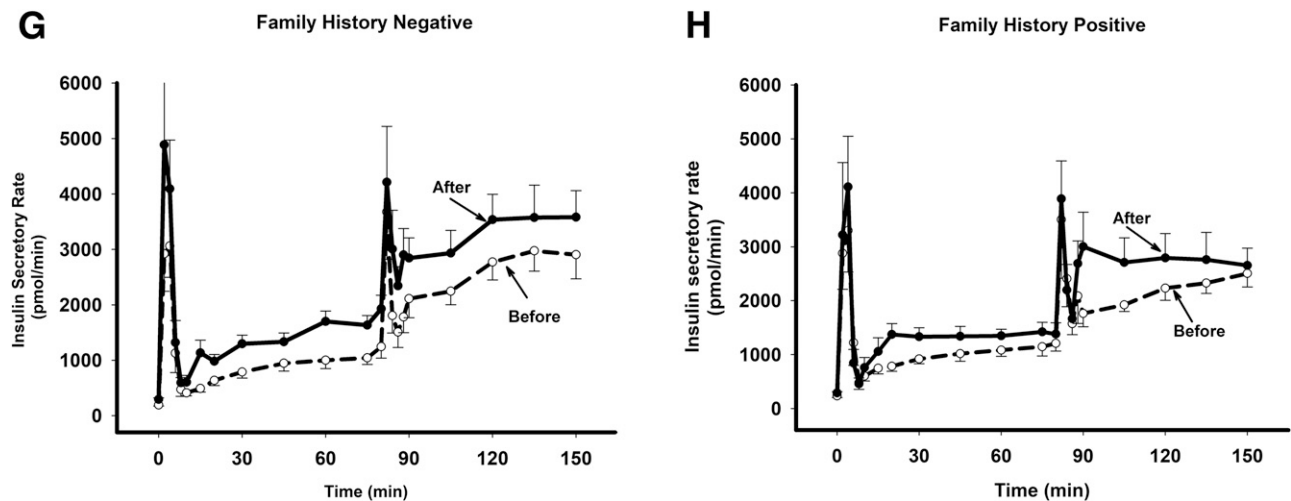 G
Family History Negative
Insulin Secretory Rate
(pmol/min)
6000
5000
4000
3000
2000
1000
0
After
Before
0 30 60 90 120 150
Time (min)
H
Family History Positive
Insulin secretory rate
(pmol/min)
6000
5000
4000
3000
2000
1000
0
After
Before
0 30 60 90 120 150
Time (min)